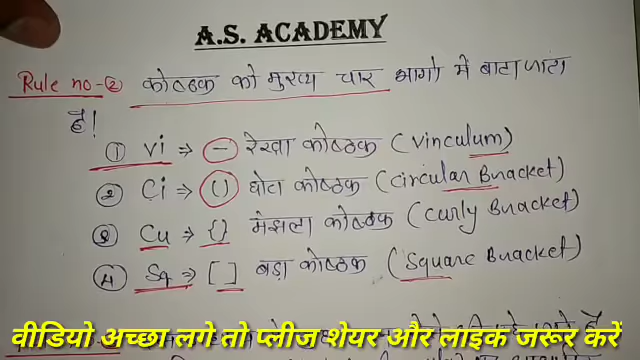 A.S. ACADEMY
Rule no-② कोष्ठक को मुख्य चार भागो में बाटा जाता
है!
① Vi ⇒ — रेखा कोष्ठक (Vinculum)
② Ci ⇒ () छोटा कोष्ठक (circular Bracket)
③ Cu ⇒ {} मंझला कोष्ठक (curly Bracket)
④ Sq ⇒ [ ] बड़ा कोष्ठक (Square Bracket)
वीडियो अच्छा लगे तो प्लीज शेयर और लाइक जरूर करें